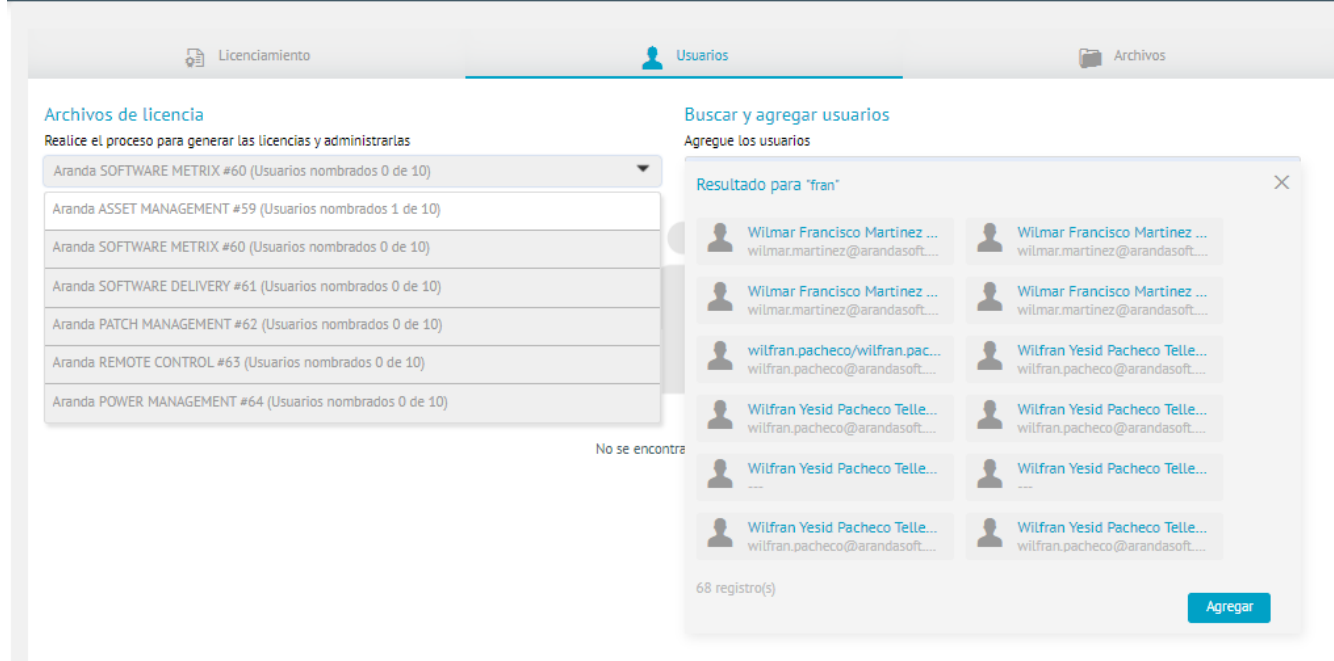 Licenciamiento
Usuarios
Archivos
Archivos de licencia
Realice el proceso para generar las licencias y administrarlas
Aranda SOFTWARE METRIX #60 (Usuarios nombrados 0 de 10)
Aranda ASSET MANAGEMENT #59 (Usuarios nombrados 1 de 10)
Aranda SOFTWARE METRIX #60 (Usuarios nombrados 0 de 10)
Aranda SOFTWARE DELIVERY #61 (Usuarios nombrados 0 de 10)
Aranda PATCH MANAGEMENT #62 (Usuarios nombrados 0 de 10)
Aranda REMOTE CONTROL #63 (Usuarios nombrados 0 de 10)
Aranda POWER MANAGEMENT #64 (Usuarios nombrados 0 de 10)
No se encontra
Buscar y agregar usuarios
Agregue los usuarios
Resultado para "fran"
Wilmar Francisco Martinez ...
wilmar.martinez@arandasoft....
Wilmar Francisco Martinez ...
wilmar.martinez@arandasoft....
Wilmar Francisco Martinez ...
wilmar.martinez@arandasoft....
Wilmar Francisco Martinez ...
wilmar.martinez@arandasoft....
wilfran.pacheco/wilfran.pac...
wilfran.pacheco@arandasoft....
Wilfran Yesid Pacheco Telle...
wilfran.pacheco@arandasoft....
Wilfran Yesid Pacheco Telle...
wilfran.pacheco@arandasoft....
Wilfran Yesid Pacheco Telle...
wilfran.pacheco@arandasoft....
Wilfran Yesid Pacheco Telle...
---
Wilfran Yesid Pacheco Telle...
---
Wilfran Yesid Pacheco Telle...
wilfran.pacheco@arandasoft....
Wilfran Yesid Pacheco Telle...
wilfran.pacheco@arandasoft....
68 registro(s)
Agregar